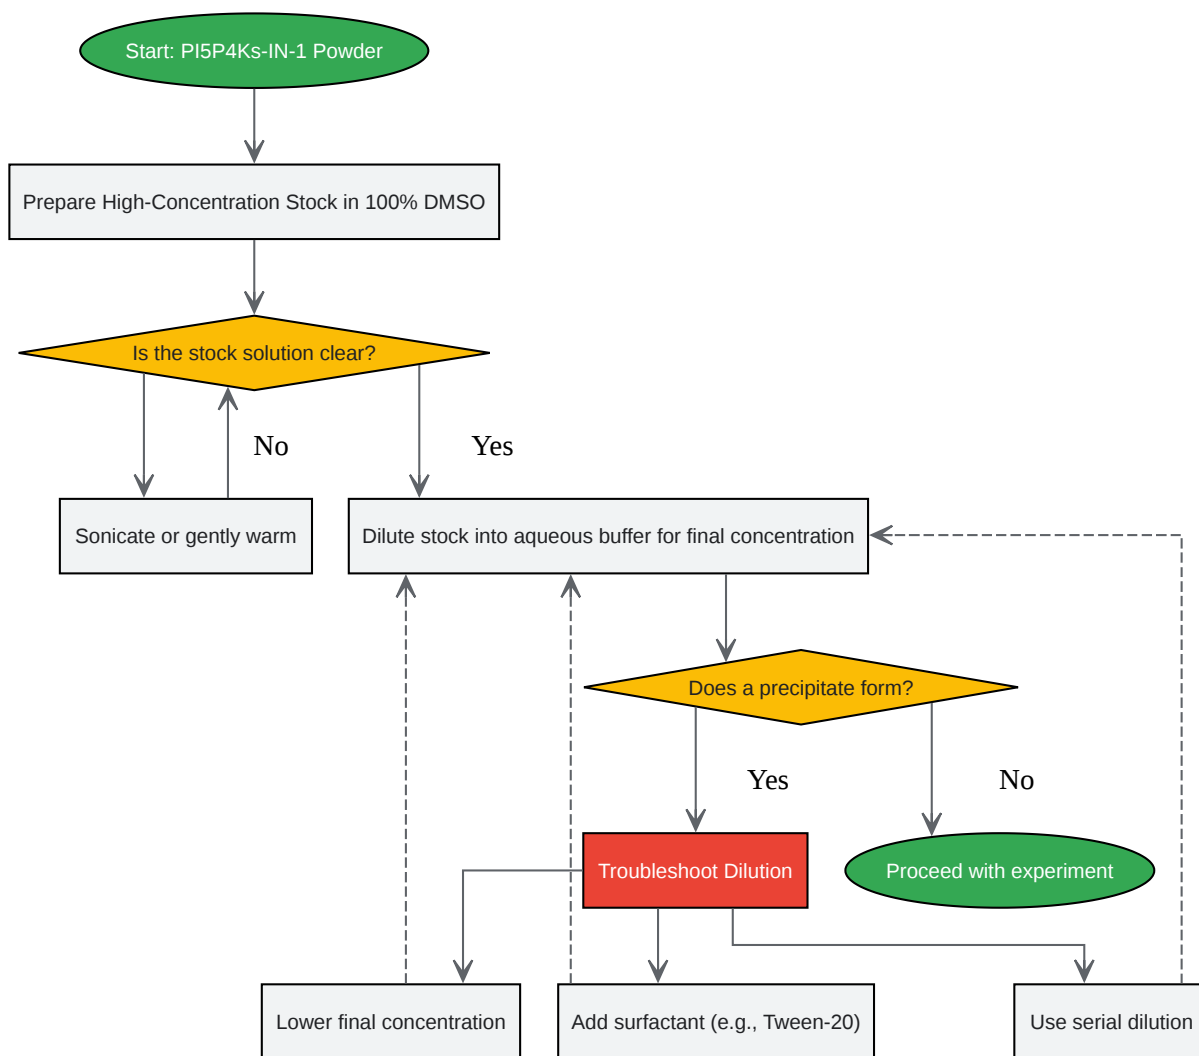 Start: PI5P4Ks-IN-1 Powder
Prepare High-Concentration Stock in 100% DMSO
Is the stock solution clear?
No
Yes
Sonicate or gently warm
Dilute stock into aqueous buffer for final concentration
Does a precipitate form?
Yes
No
Troubleshoot Dilution
Proceed with experiment
Lower final concentration
Add surfactant (e.g., Tween-20)
Use serial dilution